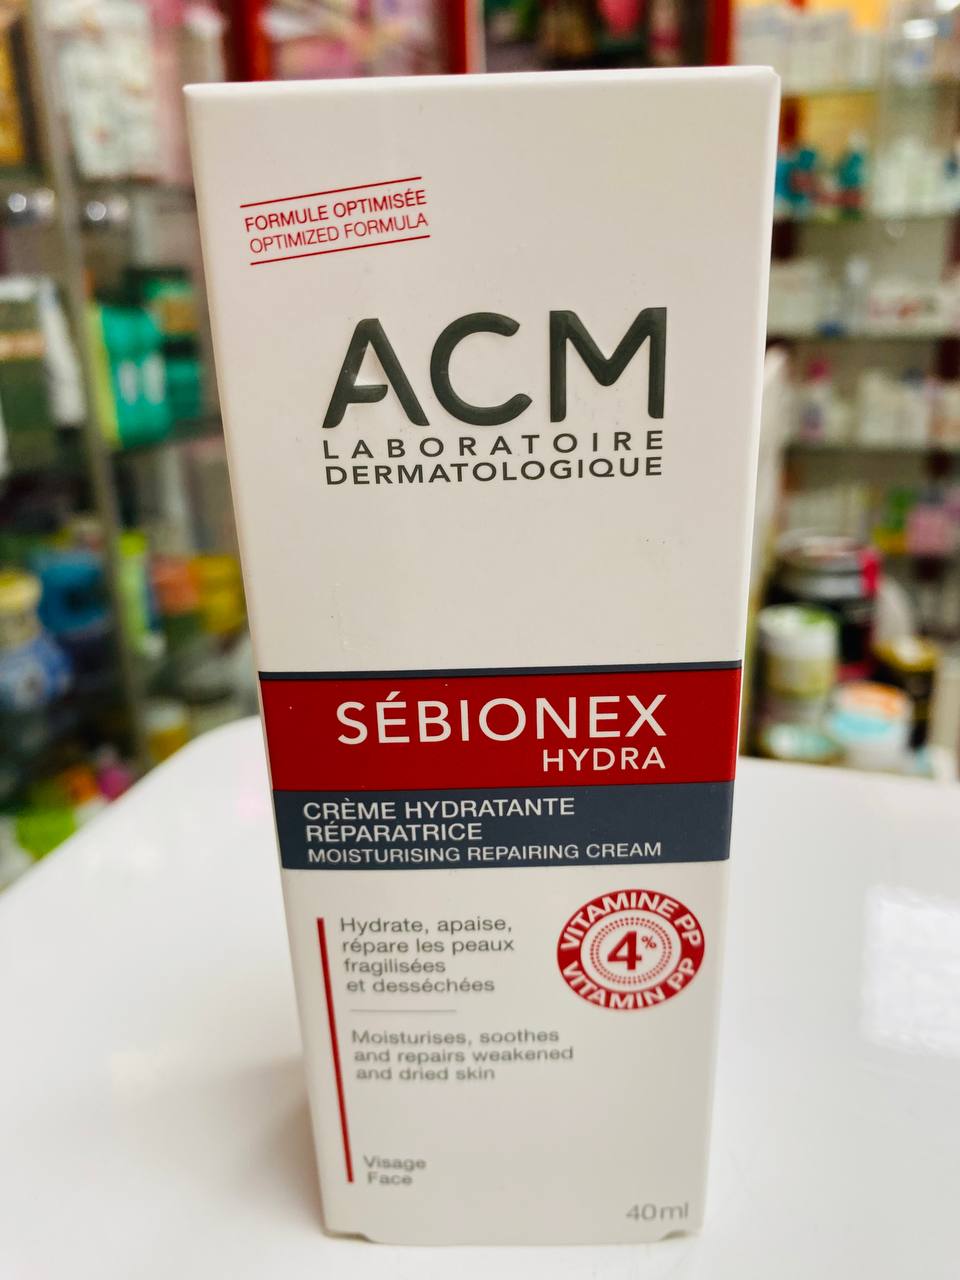 FORMULE OPTIMISÉE
OPTIMIZED FORMULA
ACM
LABORATOIRE
DERMATOLOGIQUE
SÉBIONEX
HYDRA
CRÈME HYDRATANTE
RÉPARATRICE
MOISTURISING REPAIRING CREAM
Hydrate, apaise,
répare les peaux
fragilisées
et desséchées
VITAMINE PP
4%
VITAMIN PP
Moisturises, soothes
and repairs weakened
and dried skin
Visage
Face
40ml